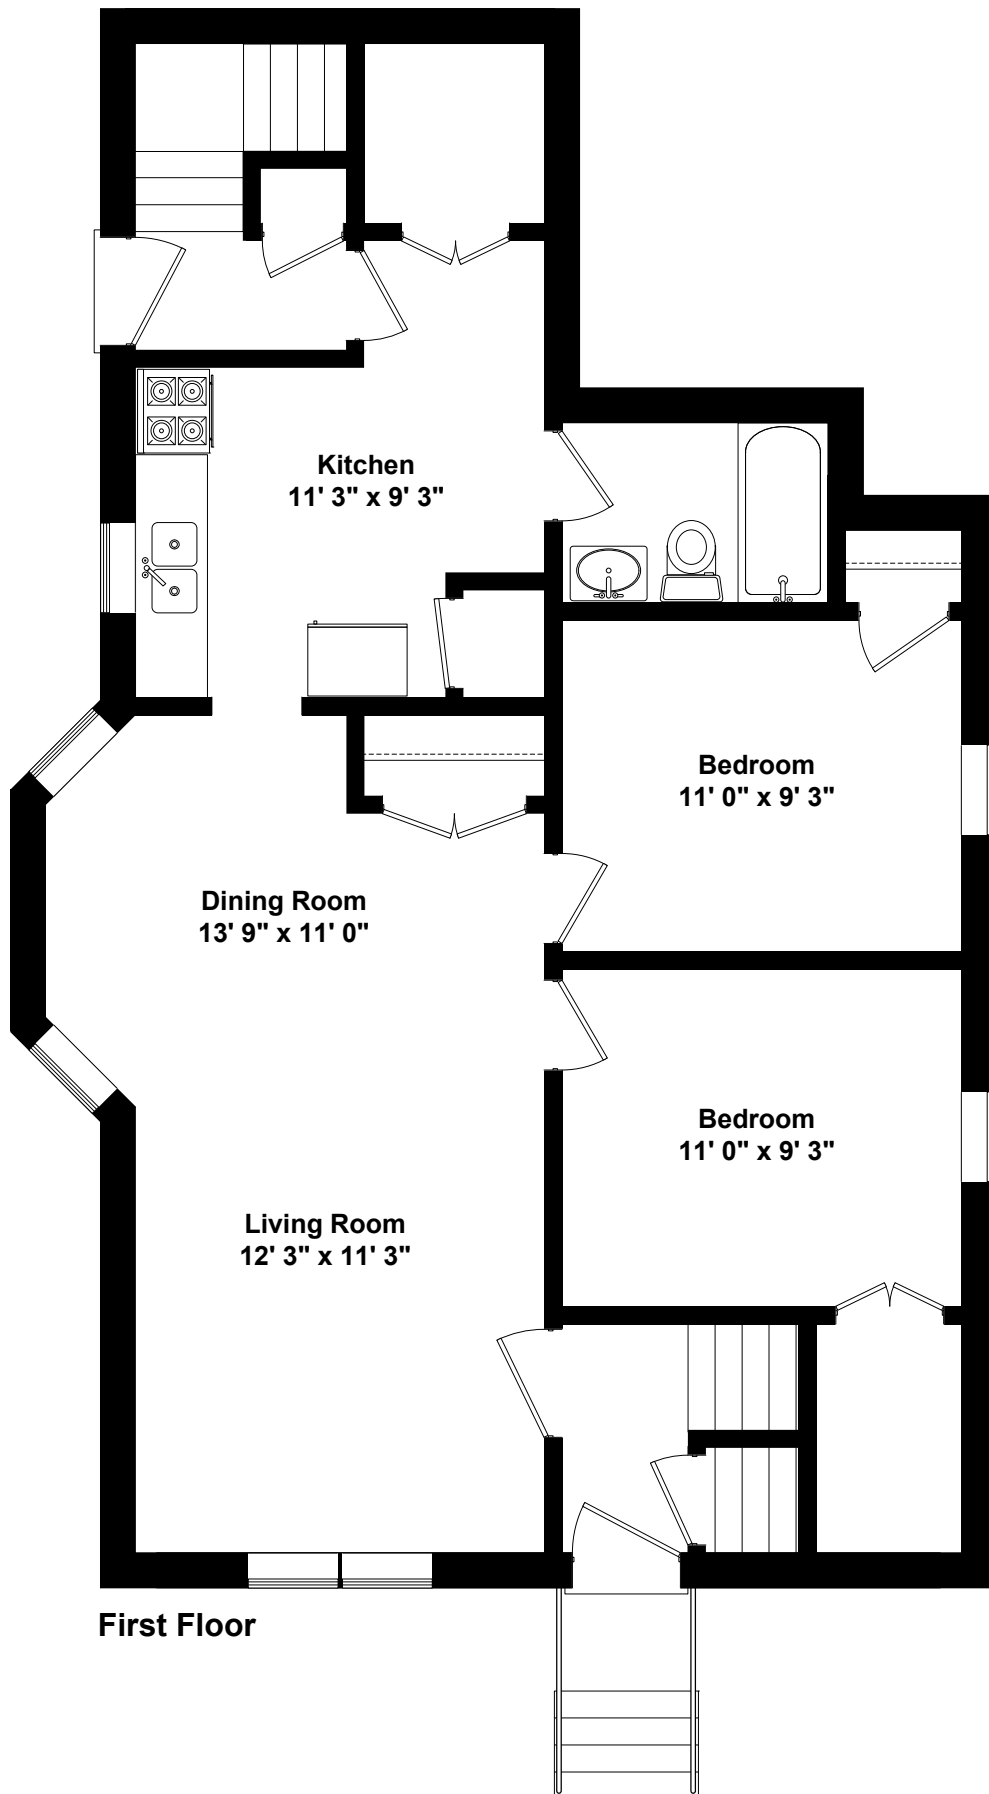 Kitchen
11' 3" x 9' 3"
Bedroom
11' 0" x 9' 3"
Dining Room
13' 9" x 11' 0"
Bedroom
11' 0" x 9' 3"
Living Room
12' 3" x 11' 3"
First Floor